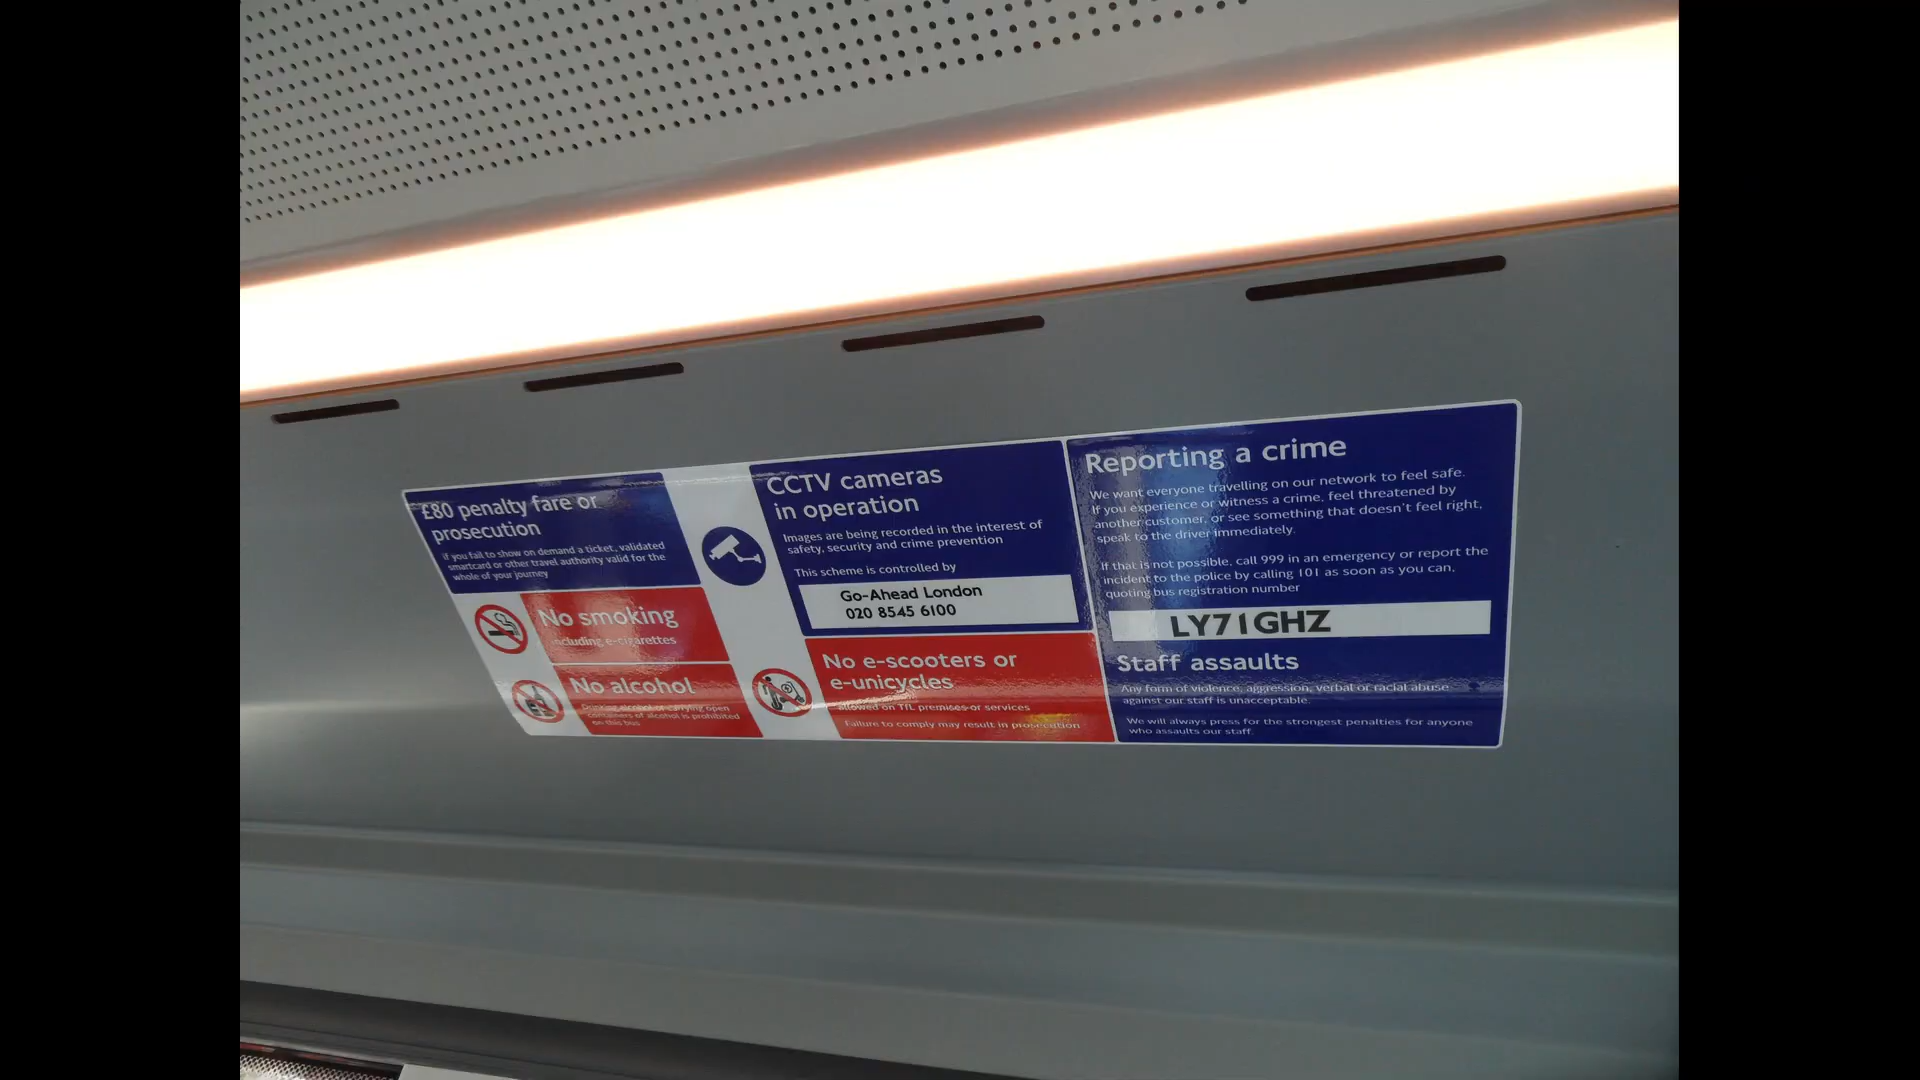 £80 penalty fare or
prosecution
If you fail to show on demand a ticket, validated
smartcard or other travel authority valid for the
whole of your journey
No smoking
including e-cigarettes
No alcohol
Drinking alcohol or carrying open
containers of alcohol is prohibited
on this bus
CCTV cameras
in operation
Images are being recorded in the interest of
safety, security and crime prevention
This scheme is controlled by
Go-Ahead London
020 8545 6100
No e-scooters or
e-unicycles
allowed on TfL premises or services
Failure to comply may result in prosecution
Reporting a crime
We want everyone travelling on our network to feel safe.
If you experience or witness a crime, feel threatened by
another customer, or see something that doesn't feel right,
speak to the driver immediately.
If that is not possible, call 999 in an emergency or report the
incident to the police by calling 101 as soon as you can,
quoting bus registration number
LY71GHZ
Staff assaults
Any form of violence, aggression, verbal or racial abuse
against our staff is unacceptable.
We will always press for the strongest penalties for anyone
who assaults our staff.